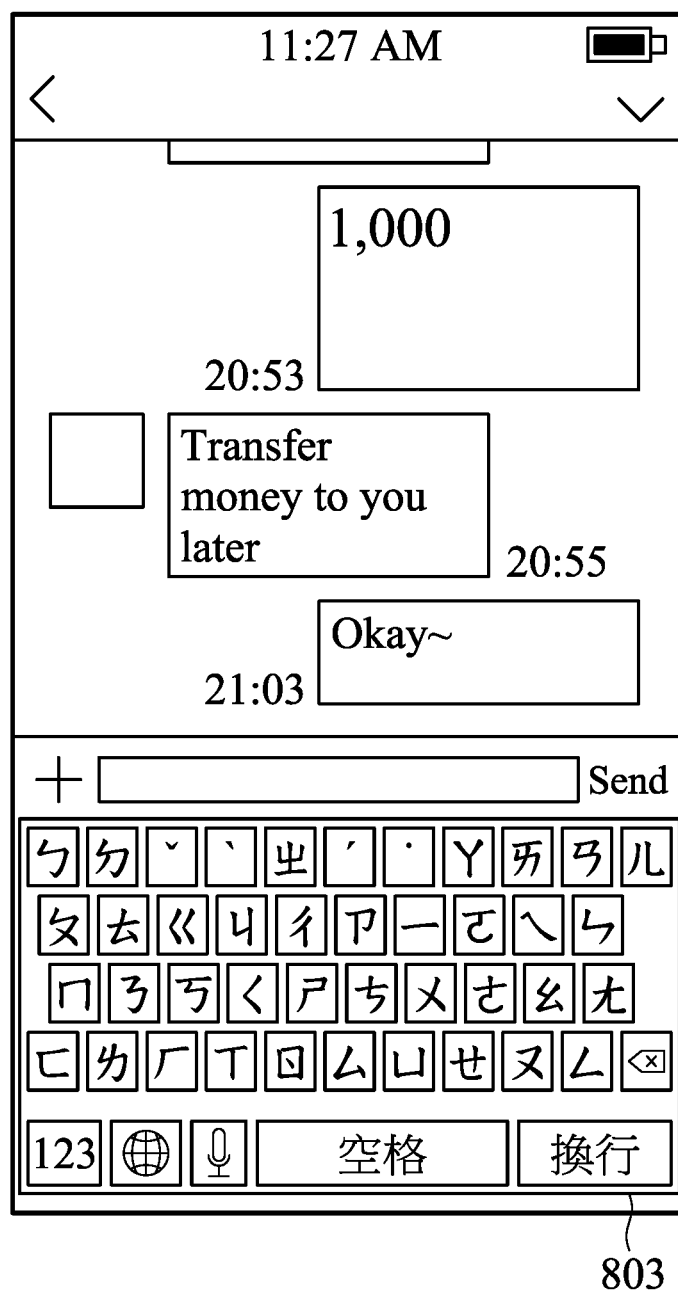 11:27 AM
1,000
20:53
Transfer
money to you
later
20:55
Okay~
21:03
Send
ㄅ ㄉ ˇ ˋ ㄓ ˊ ˙ ㄚ ㄞ ㄢ ㄦ
ㄆ ㄊ ㄍ ㄐ ㄔ ㄗ ㄧ ㄛ ㄟ ㄣ
ㄇ ㄋ ㄎ ㄑ ㄕ ㄘ ㄨ ㄜ ㄠ ㄤ
ㄈ ㄌ ㄏ ㄒ ㄖ ㄙ ㄩ ㄝ ㄡ ㄥ
123 空格 換行
803